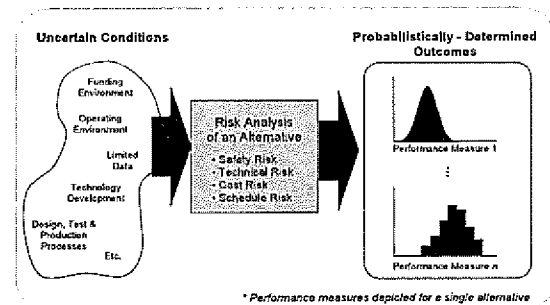 Uncertain Conditions
Funding
Environment
Operating
Environment
Limited
Data
Technology
Development
Design, Test &
Production
Processes
Etc.
Risk Analysis
of an Alternative
• Safety Risk
• Technical Risk
• Cost Risk
• Schedule Risk
Probabilistically - Determined
Outcomes
Performance Measure 1
Performance Measure n
* Performance measures depicted for a single alternative